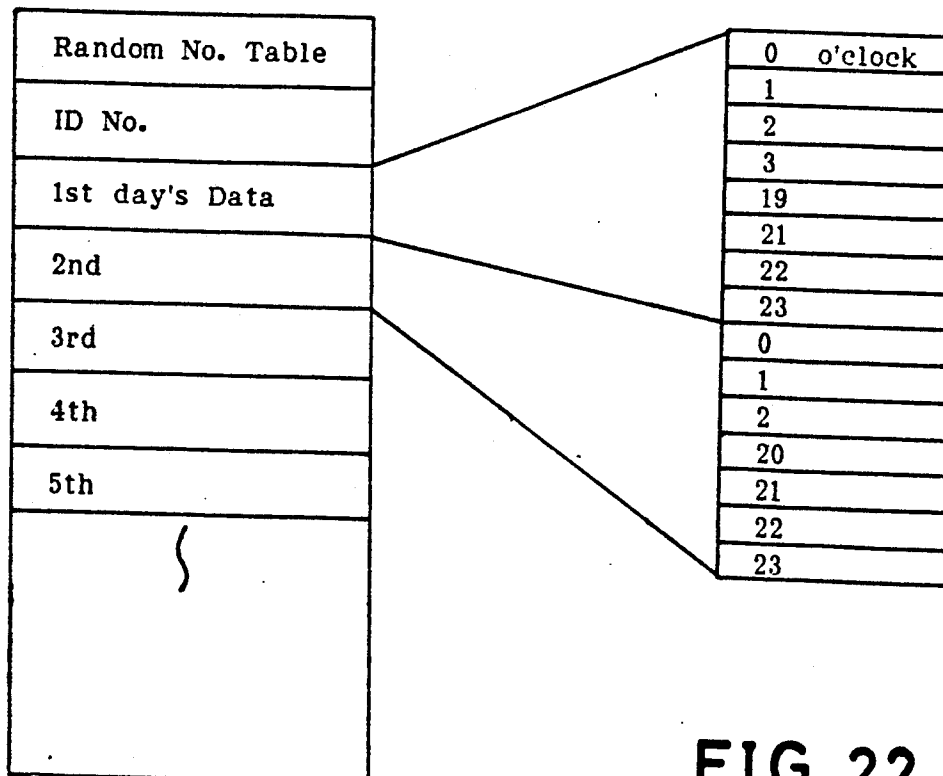 Random No. Table
ID No.
1st day's Data
2nd
3rd
4th
5th
0 o'clock
1
2
3
19
21
22
23
0
1
2
20
21
22
23
FIG. 22